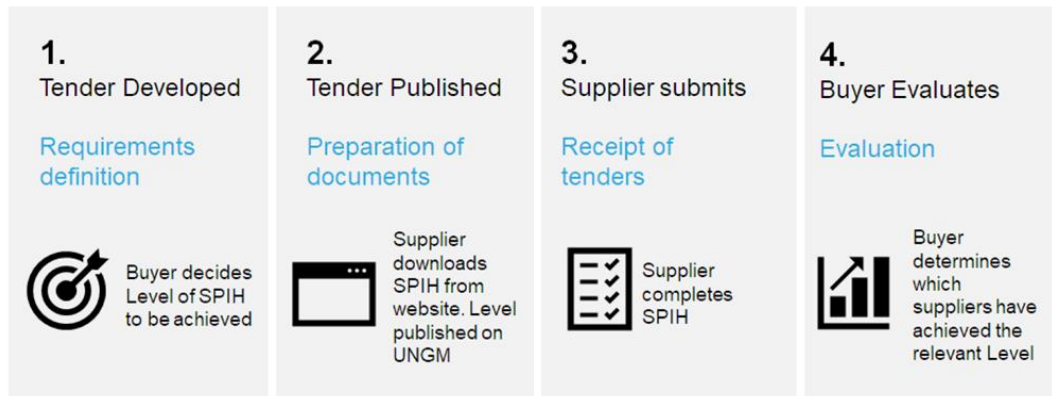 1.
Tender Developed
Requirements
definition
Buyer decides
Level of SPIH
to be achieved
2.
Tender Published
Preparation of
documents
Supplier
downloads
SPIH from
website. Level
published on
UNGM
3.
Supplier submits
Receipt of
tenders
Supplier
completes
SPIH
4.
Buyer Evaluates
Evaluation
Buyer
determines
which
suppliers have
achieved the
relevant Level